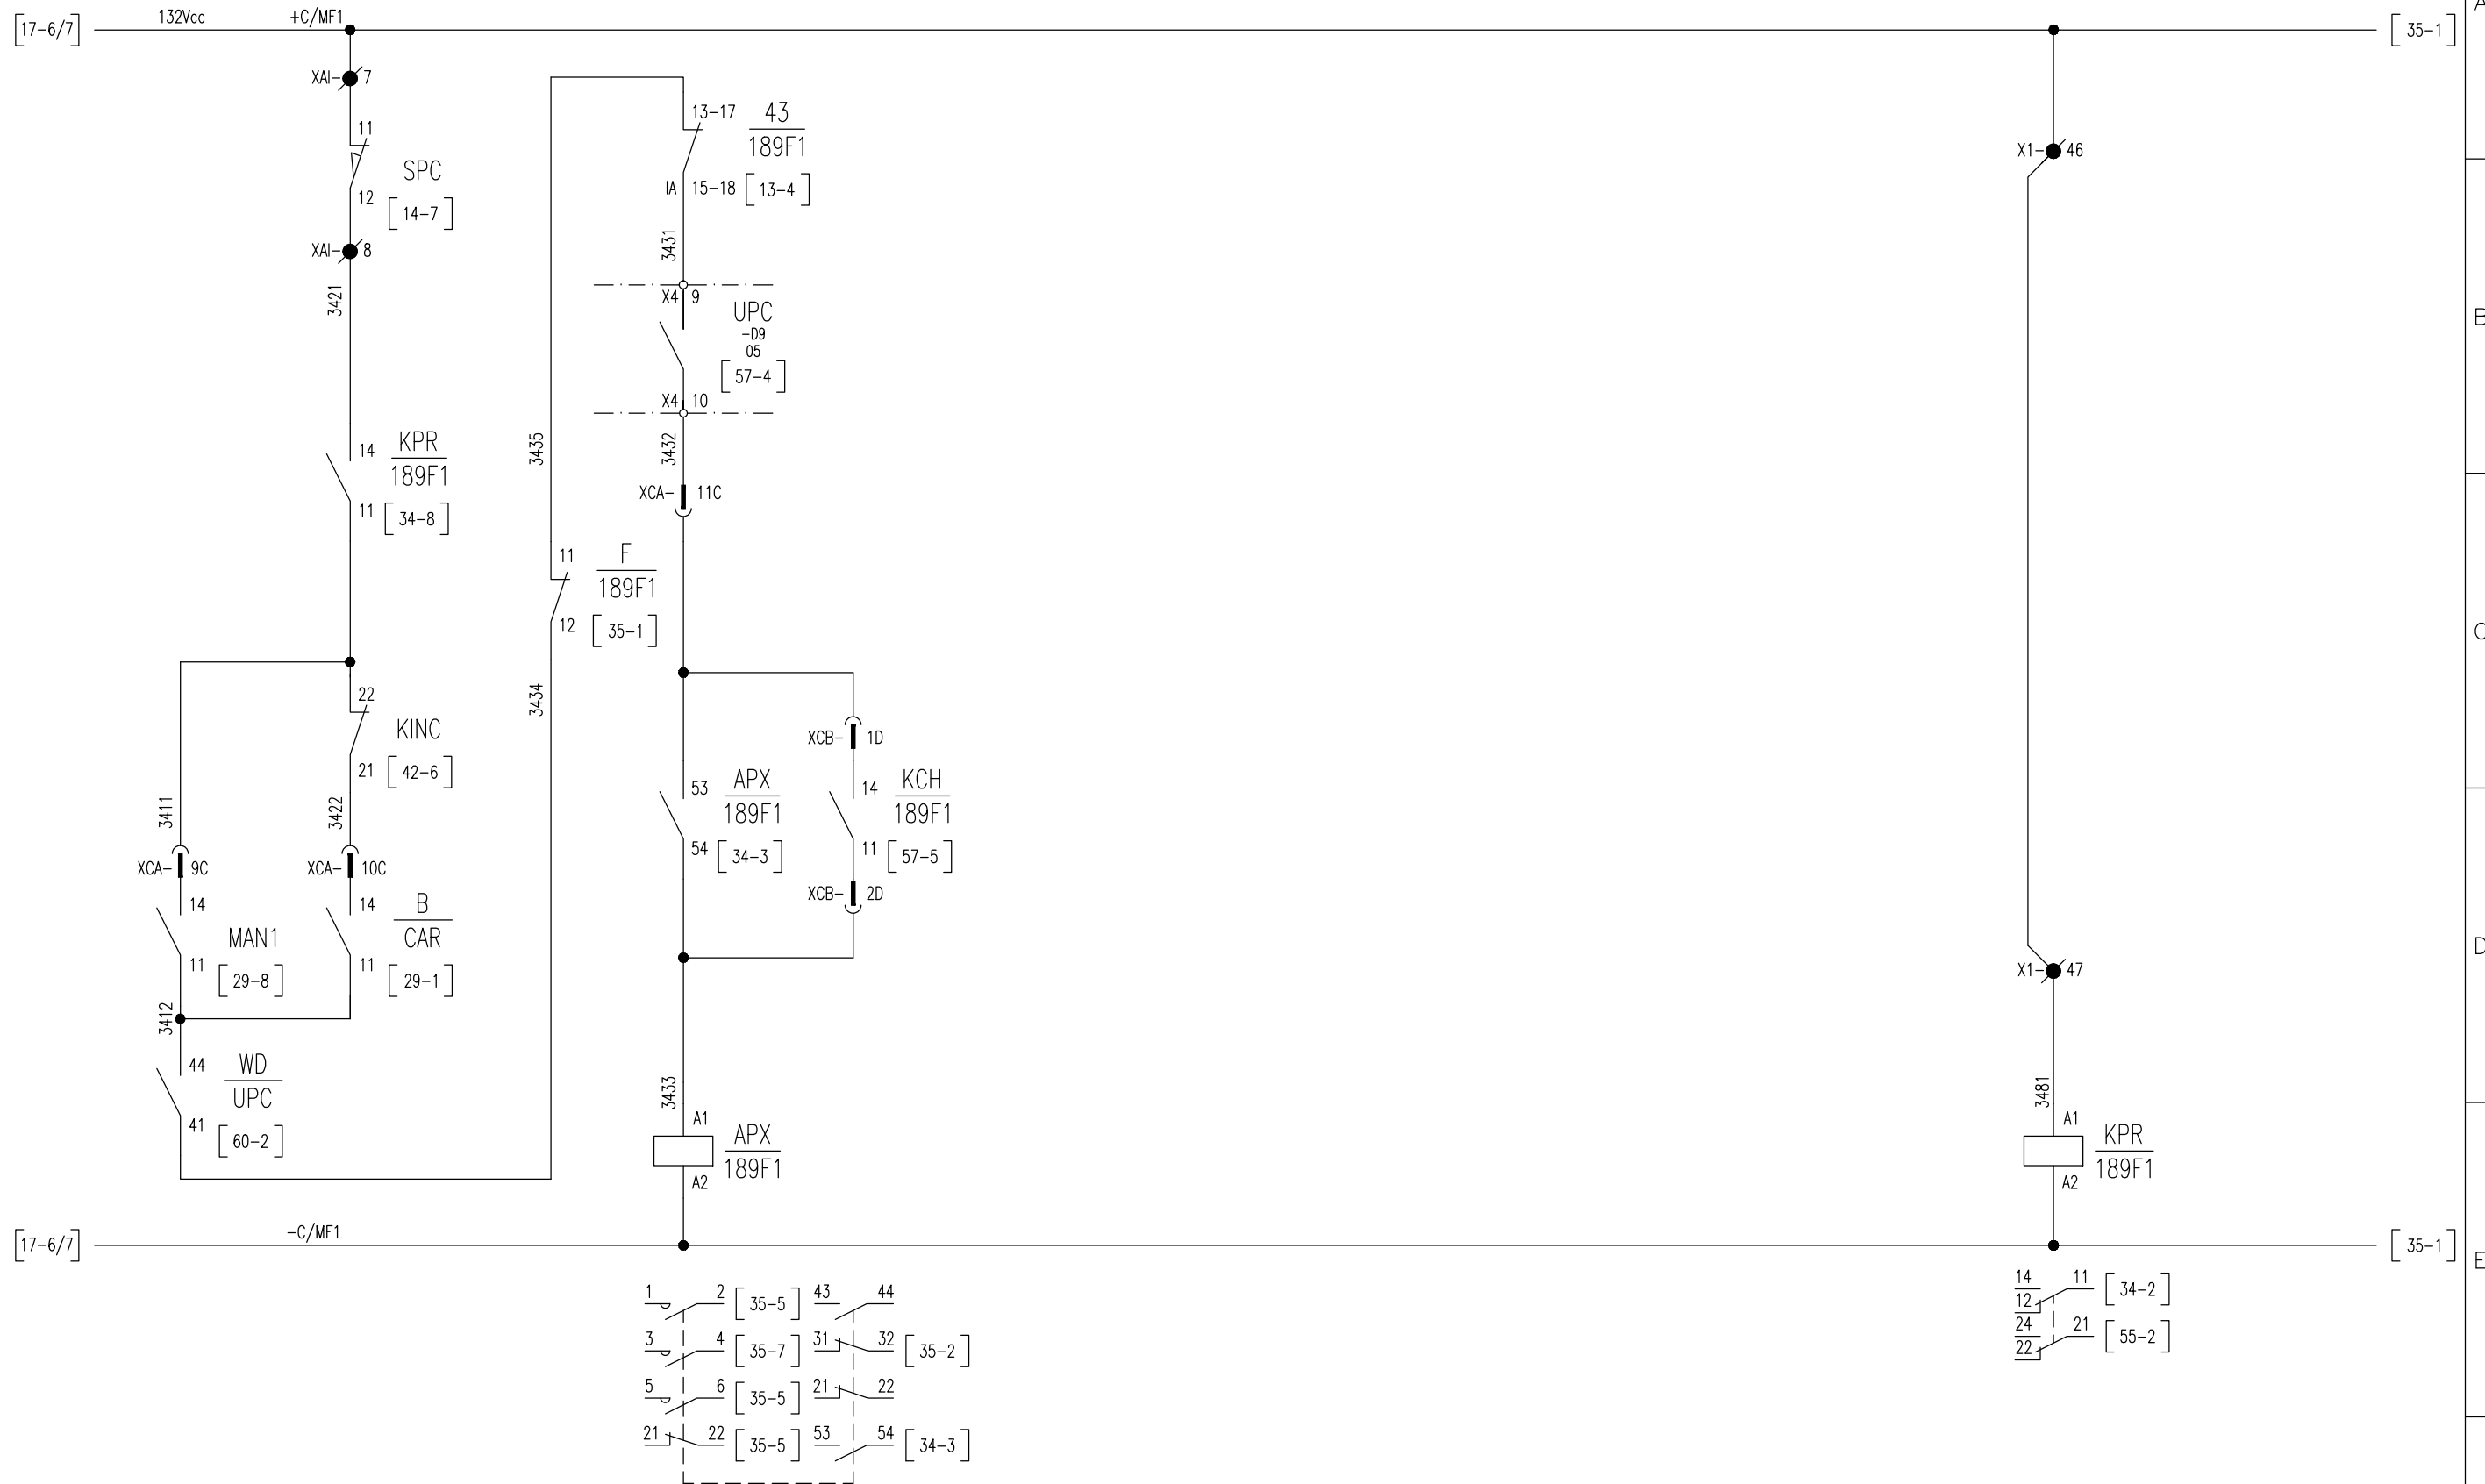 [17-6/7]
132Vcc
+C/MF1
[35-1]
A
XAI- 7
11
SPC
12
[14-7]
XAI- 8
3421
14
KPR
189F1
11
[34-8]
22
KINC
21
[42-6]
3411
3422
XCA- 9C
XCA- 10C
14
MAN1
11
[29-8]
14
B
CAR
11
[29-1]
3412
44
WD
UPC
41
[60-2]
3435
11
F
189F1
12
[35-1]
3434
13-17
43
189F1
IA 15-18 [13-4]
3431
X4 9
UPC
-D9
05
[57-4]
X4 10
3432
XCA- 11C
53
APX
189F1
54
[34-3]
XCB- 1D
14
KCH
189F1
11
[57-5]
XCB- 2D
3433
A1
APX
189F1
A2
X1- 46
X1- 47
3481
A1
KPR
189F1
A2
B
C
D
E
[17-6/7]
-C/MF1
[35-1]
1 2 [35-5] 43 44
3 4 [35-7] 31 32 [35-2]
5 6 [35-5] 21 22
21 22 [35-5] 53 54 [34-3]
14 11 [34-2]
12
24 21 [55-2]
22